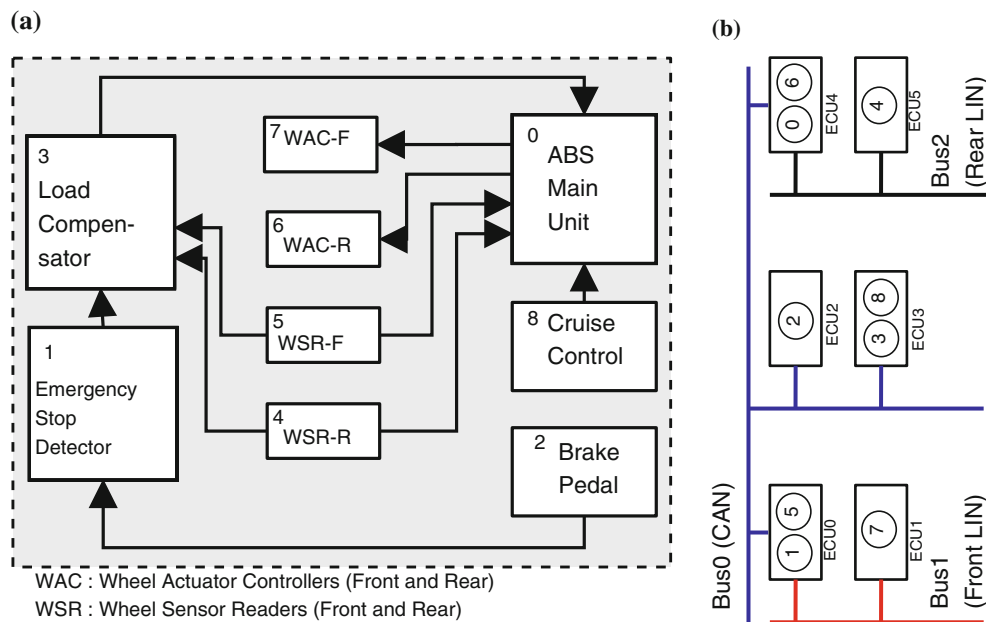 (a)
3
Load
Compen-
sator
7 WAC-F
0
ABS
Main
Unit
6
WAC-R
5
WSR-F
8 Cruise
Control
1
Emergency
Stop
Detector
4
WSR-R
2 Brake
Pedal
WAC : Wheel Actuator Controllers (Front and Rear)
WSR : Wheel Sensor Readers (Front and Rear)
(b)
6
0
ECU4
4
ECU5
Bus2
(Rear LIN)
2
ECU2
8
3
ECU3
Bus0 (CAN)
5
1
ECU0
7
ECU1
Bus1
(Front LIN)